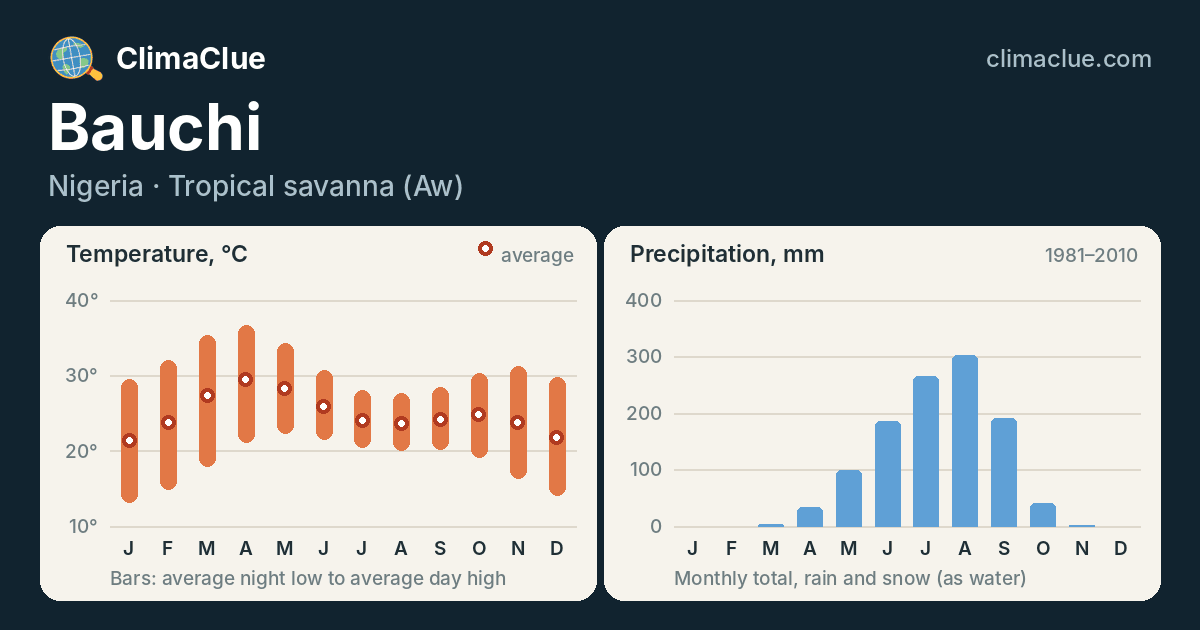 ClimaClue
climaclue.com
Bauchi
Nigeria · Tropical savanna (Aw)
Temperature, °C
average
40°
30°
20°
10°
J F M A M J J A S O N D
Bars: average night low to average day high
Precipitation, mm
1981–2010
400
300
200
100
0
J F M A M J J A S O N D
Monthly total, rain and snow (as water)